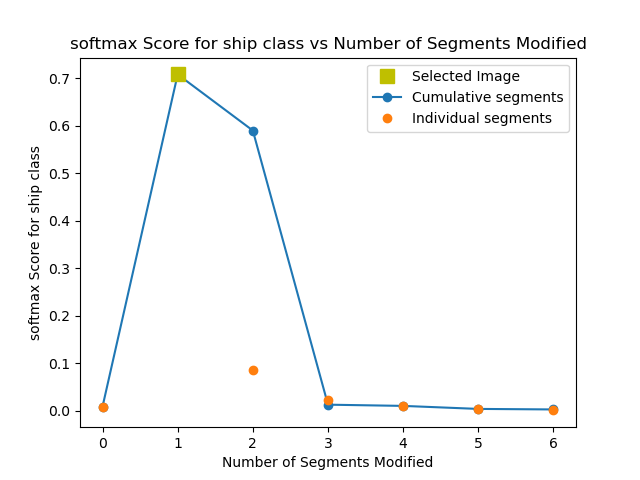 softmax Score for ship class vs Number of Segments Modified
Selected Image
Cumulative segments
Individual segments
softmax Score for ship class
0.7
0.6
0.5
0.4
0.3
0.2
0.1
0.0
0 1 2 3 4 5 6
Number of Segments Modified